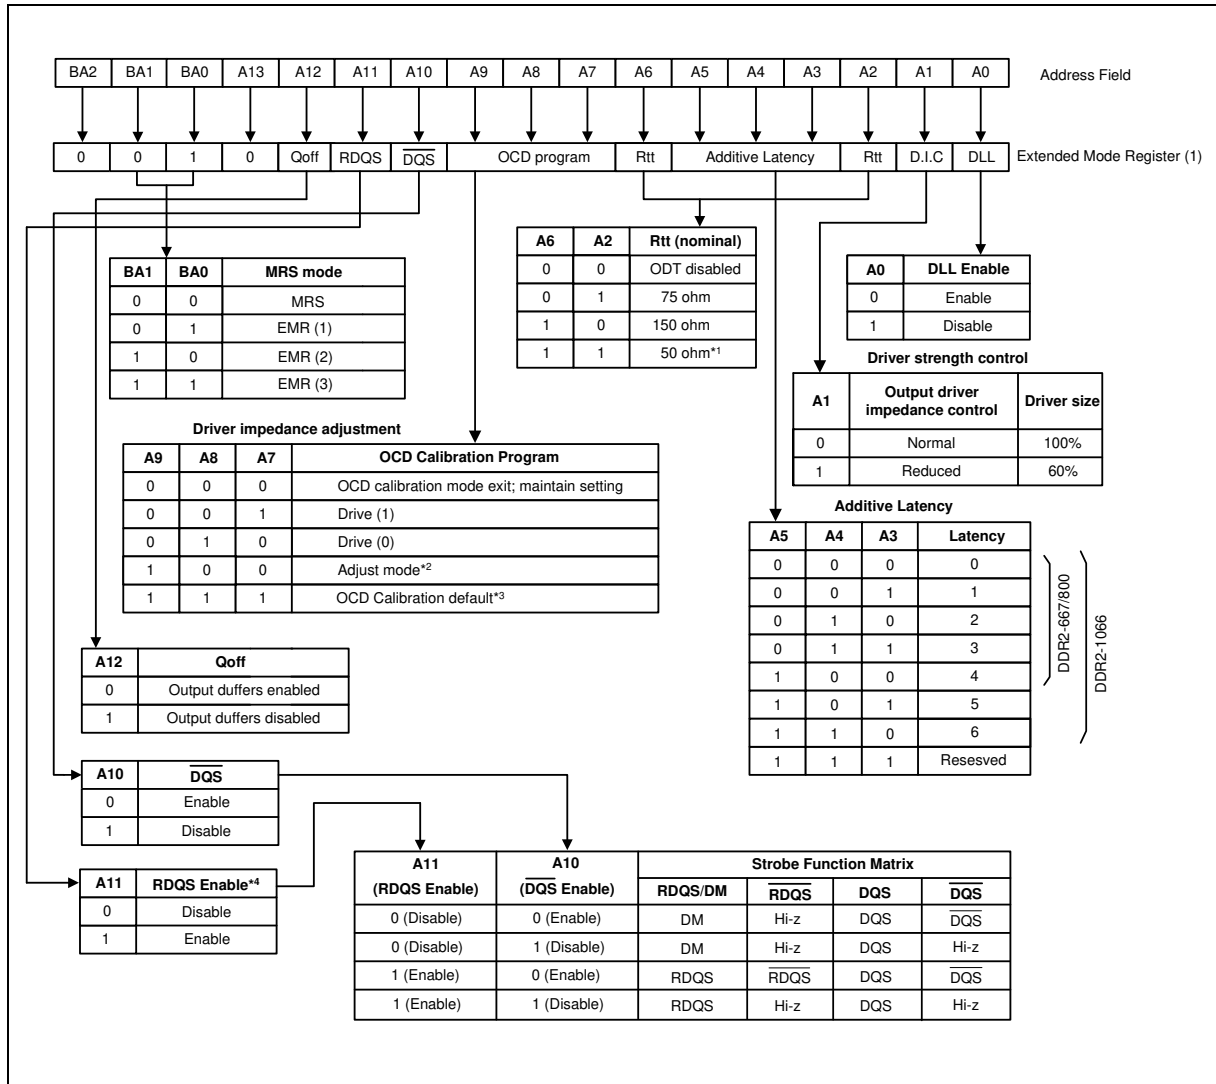 BA2 BA1 BA0 A13 A12 A11 A10 A9 A8 A7 A6 A5 A4 A3 A2 A1 A0 Address Field
0 0 1 0 Qoff RDQS D̅Q̅S̅ OCD program Rtt Additive Latency Rtt D.I.C DLL Extended Mode Register (1)
BA1 BA0 MRS mode
0 0 MRS
0 1 EMR (1)
1 0 EMR (2)
1 1 EMR (3)
A6 A2 Rtt (nominal)
0 0 ODT disabled
0 1 75 ohm
1 0 150 ohm
1 1 50 ohm*1
A0 DLL Enable
0 Enable
1 Disable
Driver strength control
A1 Output driver impedance control Driver size
0 Normal 100%
1 Reduced 60%
Driver impedance adjustment
A9 A8 A7 OCD Calibration Program
0 0 0 OCD calibration mode exit; maintain setting
0 0 1 Drive (1)
0 1 0 Drive (0)
1 0 0 Adjust mode*2
1 1 1 OCD Calibration default*3
Additive Latency
A5 A4 A3 Latency
0 0 0 0
0 0 1 1
0 1 0 2
0 1 1 3
1 0 0 4
1 0 1 5
1 1 0 6
1 1 1 Resesved
DDR2-667/800
DDR2-1066
A12 Qoff
0 Output duffers enabled
1 Output duffers disabled
A10 D̅Q̅S̅
0 Enable
1 Disable
A11 RDQS Enable*4
0 Disable
1 Enable
A11 (RDQS Enable) A10 (D̅Q̅S̅ Enable) Strobe Function Matrix
RDQS/DM R̅D̅Q̅S̅ DQS D̅Q̅S̅
0 (Disable) 0 (Enable) DM Hi-z DQS D̅Q̅S̅
0 (Disable) 1 (Disable) DM Hi-z DQS Hi-z
1 (Enable) 0 (Enable) RDQS R̅D̅Q̅S̅ DQS D̅Q̅S̅
1 (Enable) 1 (Disable) RDQS Hi-z DQS Hi-z